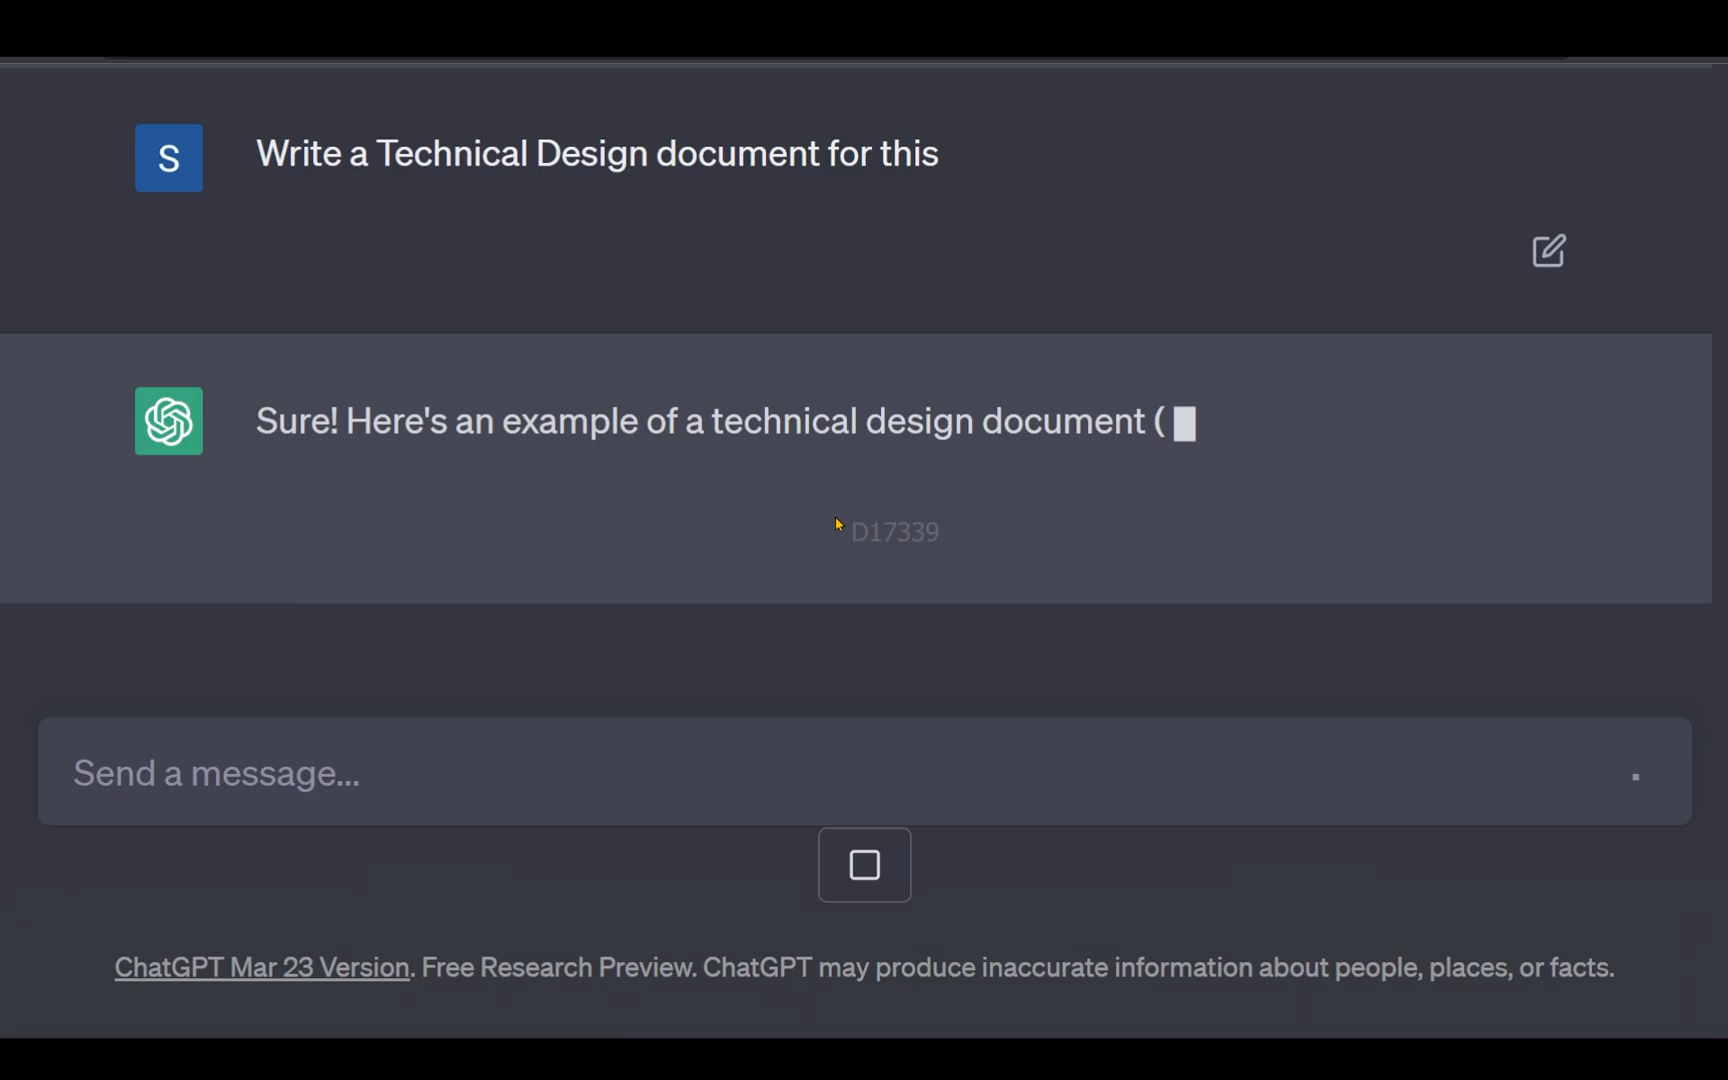 S Write a Technical Design document for this
Sure! Here's an example of a technical design document (
D17339
Send a message...
ChatGPT Mar 23 Version. Free Research Preview. ChatGPT may produce inaccurate information about people, places, or facts.